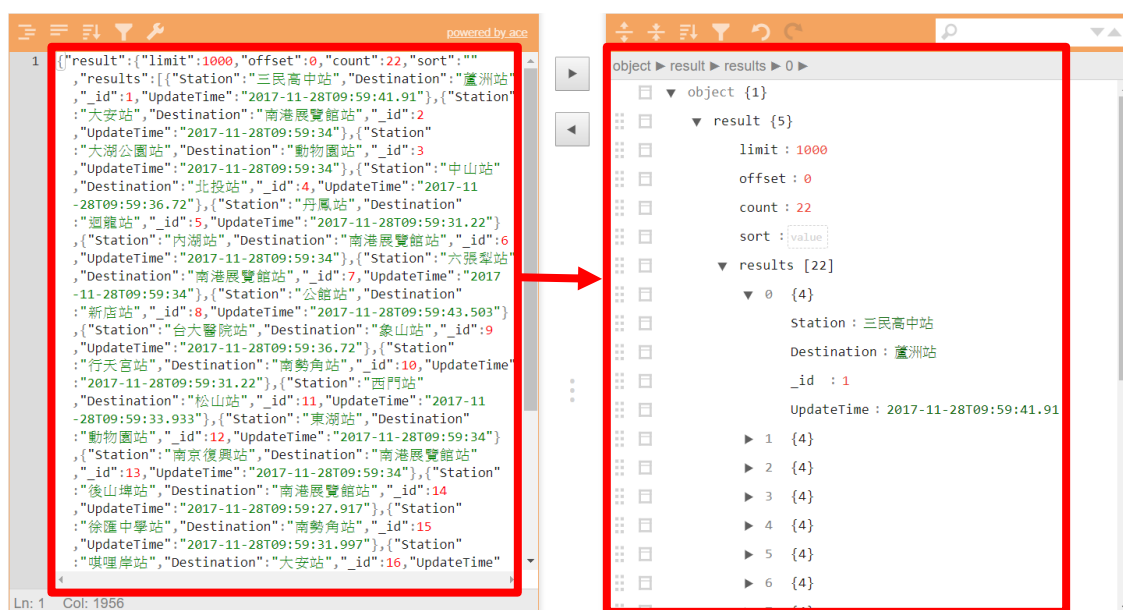 powered by ace
1 {"result":{"limit":1000,"offset":0,"count":22,"sort":""
,"results":[{"Station":"三民高中站","Destination":"蘆洲站"
,"_id":1,"UpdateTime":"2017-11-28T09:59:41.91"},{"Station"
:"大安站","Destination":"南港展覽館站","_id":2
,"UpdateTime":"2017-11-28T09:59:34"},{"Station"
:"大湖公園站","Destination":"動物園站","_id":3
,"UpdateTime":"2017-11-28T09:59:34"},{"Station":"中山站"
,"Destination":"北投站","_id":4,"UpdateTime":"2017-11
-28T09:59:36.72"},{"Station":"丹鳳站","Destination"
:"迴龍站","_id":5,"UpdateTime":"2017-11-28T09:59:31.22"}
,{"Station":"內湖站","Destination":"南港展覽館站","_id":6
,"UpdateTime":"2017-11-28T09:59:34"},{"Station":"六張犁站"
,"Destination":"南港展覽館站","_id":7,"UpdateTime":"2017
-11-28T09:59:34"},{"Station":"公館站","Destination"
:"新店站","_id":8,"UpdateTime":"2017-11-28T09:59:43.503"}
,{"Station":"台大醫院站","Destination":"象山站","_id":9
,"UpdateTime":"2017-11-28T09:59:36.72"},{"Station"
:"行天宮站","Destination":"南勢角站","_id":10,"UpdateTime"
:"2017-11-28T09:59:31.22"},{"Station":"西門站"
,"Destination":"松山站","_id":11,"UpdateTime":"2017-11
-28T09:59:33.933"},{"Station":"東湖站","Destination"
:"動物園站","_id":12,"UpdateTime":"2017-11-28T09:59:34"}
,{"Station":"南京復興站","Destination":"南港展覽館站"
,"_id":13,"UpdateTime":"2017-11-28T09:59:34"},{"Station"
:"後山埤站","Destination":"南港展覽館站","_id":14
,"UpdateTime":"2017-11-28T09:59:27.917"},{"Station"
:"徐匯中學站","Destination":"南勢角站","_id":15
,"UpdateTime":"2017-11-28T09:59:31.997"},{"Station"
:"唭哩岸站","Destination":"大安站","_id":16,"UpdateTime"
Ln: 1 Col: 1956
object ▶ result ▶ results ▶ 0 ▶
▼ object {1}
▼ result {5}
limit : 1000
offset : 0
count : 22
sort : value
▼ results [22]
▼ 0 {4}
Station : 三民高中站
Destination : 蘆洲站
_id : 1
UpdateTime : 2017-11-28T09:59:41.91
▶ 1 {4}
▶ 2 {4}
▶ 3 {4}
▶ 4 {4}
▶ 5 {4}
▶ 6 {4}